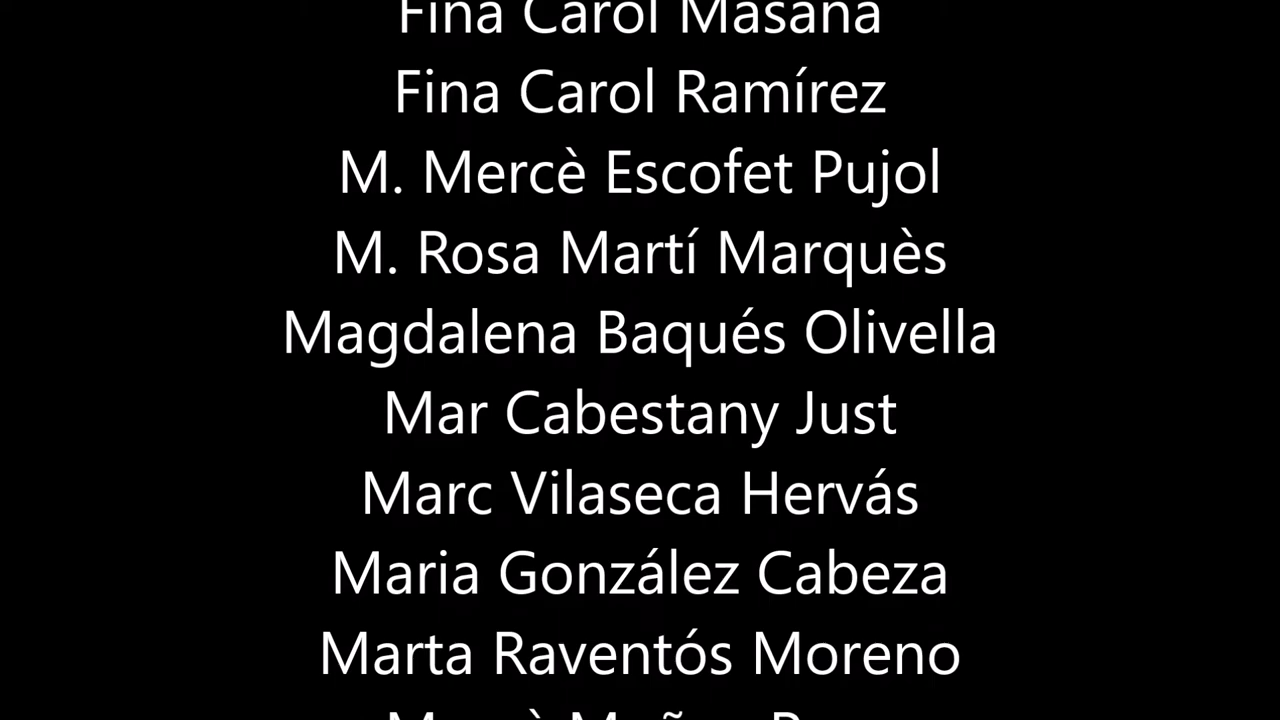 Fina Carol Masana
Fina Carol Ramírez
M. Mercè Escofet Pujol
M. Rosa Martí Marquès
Magdalena Baqués Olivella
Mar Cabestany Just
Marc Vilaseca Hervás
Maria González Cabeza
Marta Raventós Moreno